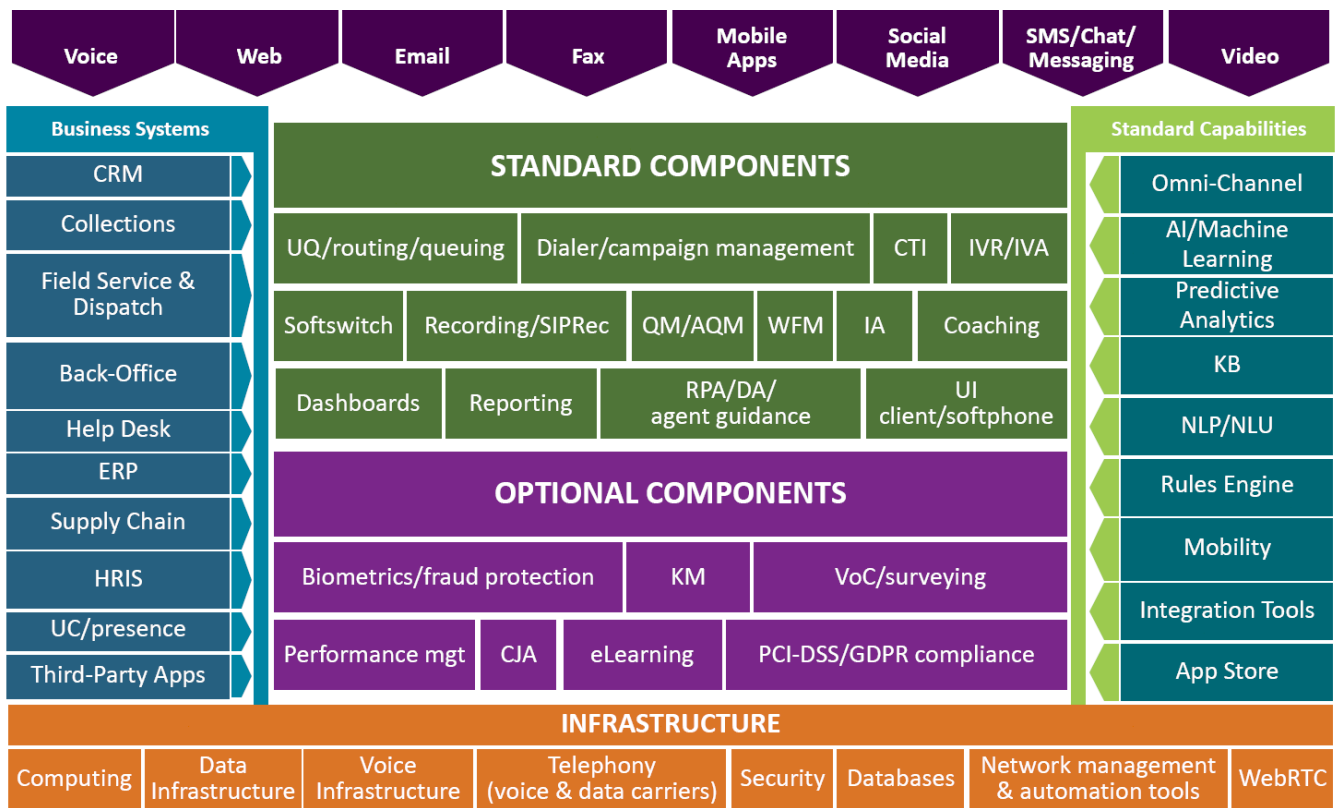 Voice
Web
Email
Fax
Mobile
Apps
Social
Media
SMS/Chat/
Messaging
Video
Business Systems
CRM
Collections
Field Service &
Dispatch
Back-Office
Help Desk
ERP
Supply Chain
HRIS
UC/presence
Third-Party Apps
STANDARD COMPONENTS
UQ/routing/queuing
Dialer/campaign management
CTI
IVR/IVA
Softswitch
Recording/SIPRec
QM/AQM
WFM
IA
Coaching
Dashboards
Reporting
RPA/DA/
agent guidance
UI
client/softphone
OPTIONAL COMPONENTS
Biometrics/fraud protection
KM
VoC/surveying
Performance mgt
CJA
eLearning
PCI-DSS/GDPR compliance
Standard Capabilities
Omni-Channel
AI/Machine
Learning
Predictive
Analytics
KB
NLP/NLU
Rules Engine
Mobility
Integration Tools
App Store
INFRASTRUCTURE
Computing
Data
Infrastructure
Voice
Infrastructure
Telephony
(voice & data carriers)
Security
Databases
Network management
& automation tools
WebRTC